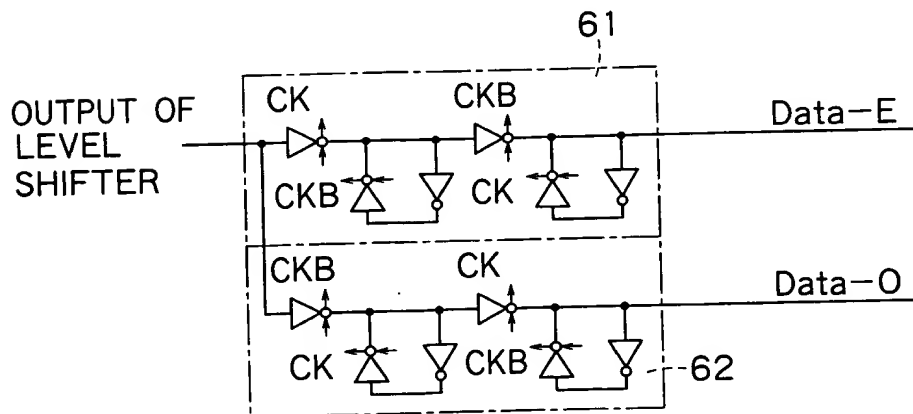 61
CK
CKB
OUTPUT OF
LEVEL
SHIFTER
Data-E
CKB
CK
CKB
CK
Data-O
CK
CKB
62